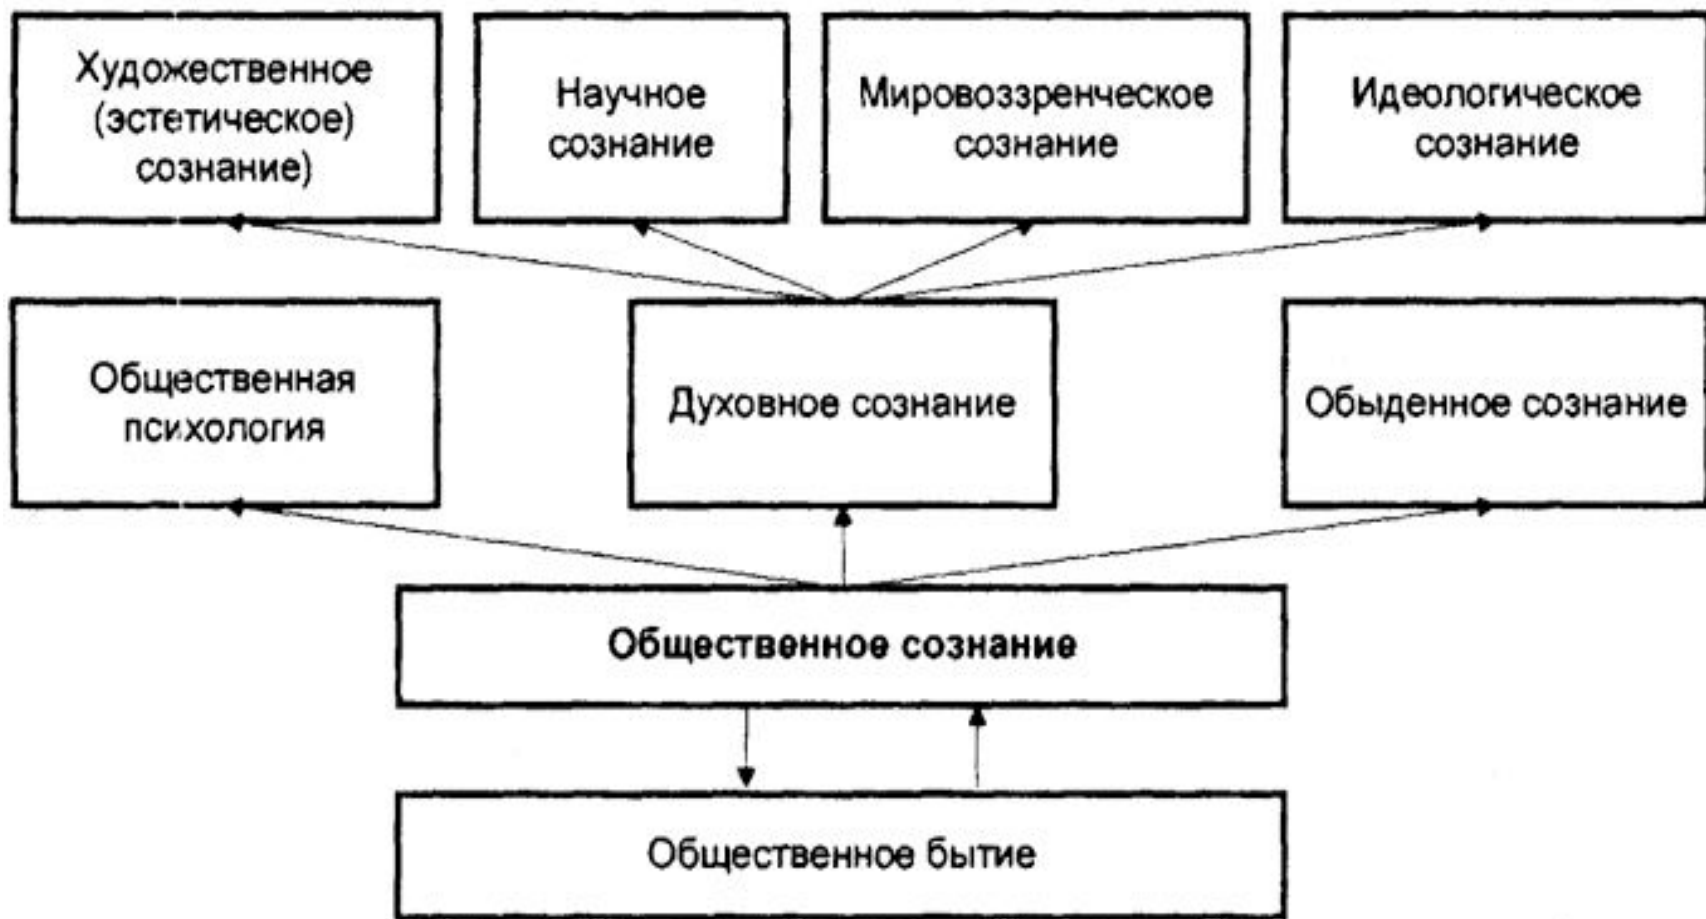 Художественное
(эстетическое)
сознание)
Научное
сознание
Мировоззренческое
сознание
Идеологическое
сознание
Общественная
психология
Духовное сознание
Обыденное сознание
Общественное сознание
Общественное бытие